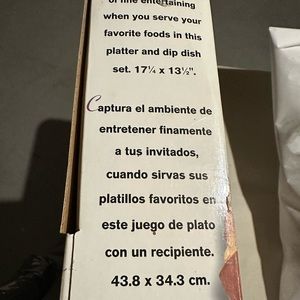 of fine entertaining
when you serve your
favorite foods in this
platter and dip dish
set. 17¼ x 13½".
Captura el ambiente de
entretener finamente
a tus invitados,
cuando sirvas sus
platillos favoritos en
este juego de plato
con un recipiente.
43.8 x 34.3 cm.